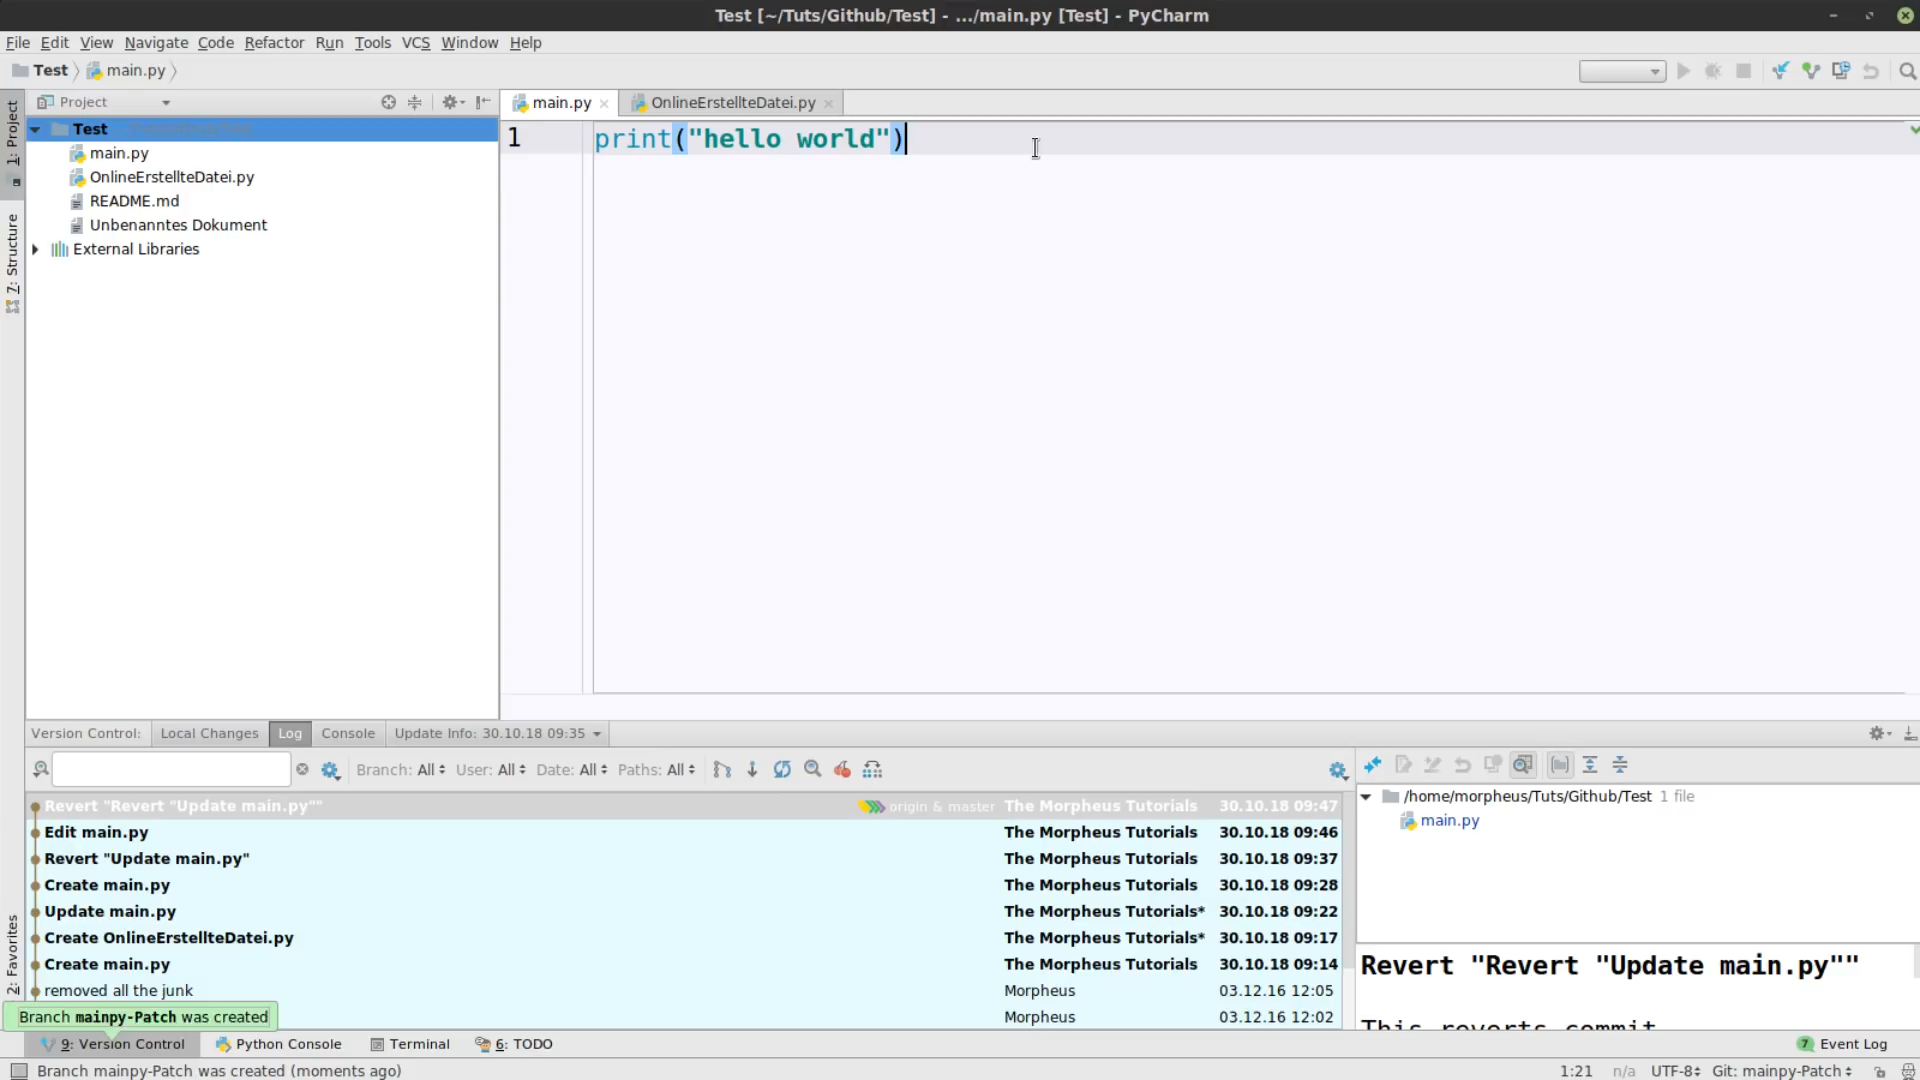 Test [~/Tuts/Github/Test] - .../main.py [Test] - PyCharm
File Edit View Navigate Code Refactor Run Tools VCS Window Help
Test main.py
1: Project
7: Structure
2: Favorites
Project
main.py OnlineErstellteDatei.py
Test
main.py
OnlineErstellteDatei.py
README.md
Unbenanntes Dokument
External Libraries
1 print("hello world")
Version Control: Local Changes Log Console Update Info: 30.10.18 09:35
Branch: All User: All Date: All Paths: All
Revert "Revert "Update main.py"" origin & master The Morpheus Tutorials 30.10.18 09:47
Edit main.py The Morpheus Tutorials 30.10.18 09:46
Revert "Update main.py" The Morpheus Tutorials 30.10.18 09:37
Create main.py The Morpheus Tutorials 30.10.18 09:28
Update main.py The Morpheus Tutorials* 30.10.18 09:22
Create OnlineErstellteDatei.py The Morpheus Tutorials* 30.10.18 09:17
Create main.py The Morpheus Tutorials 30.10.18 09:14
removed all the junk Morpheus 03.12.16 12:05
Morpheus 03.12.16 12:02
/home/morpheus/Tuts/Github/Test 1 file
main.py
Revert "Revert "Update main.py""
This reverts commit
Branch mainpy-Patch was created
9: Version Control Python Console Terminal 6: TODO 7 Event Log
Branch mainpy-Patch was created (moments ago) 1:21 n/a UTF-8 Git: mainpy-Patch